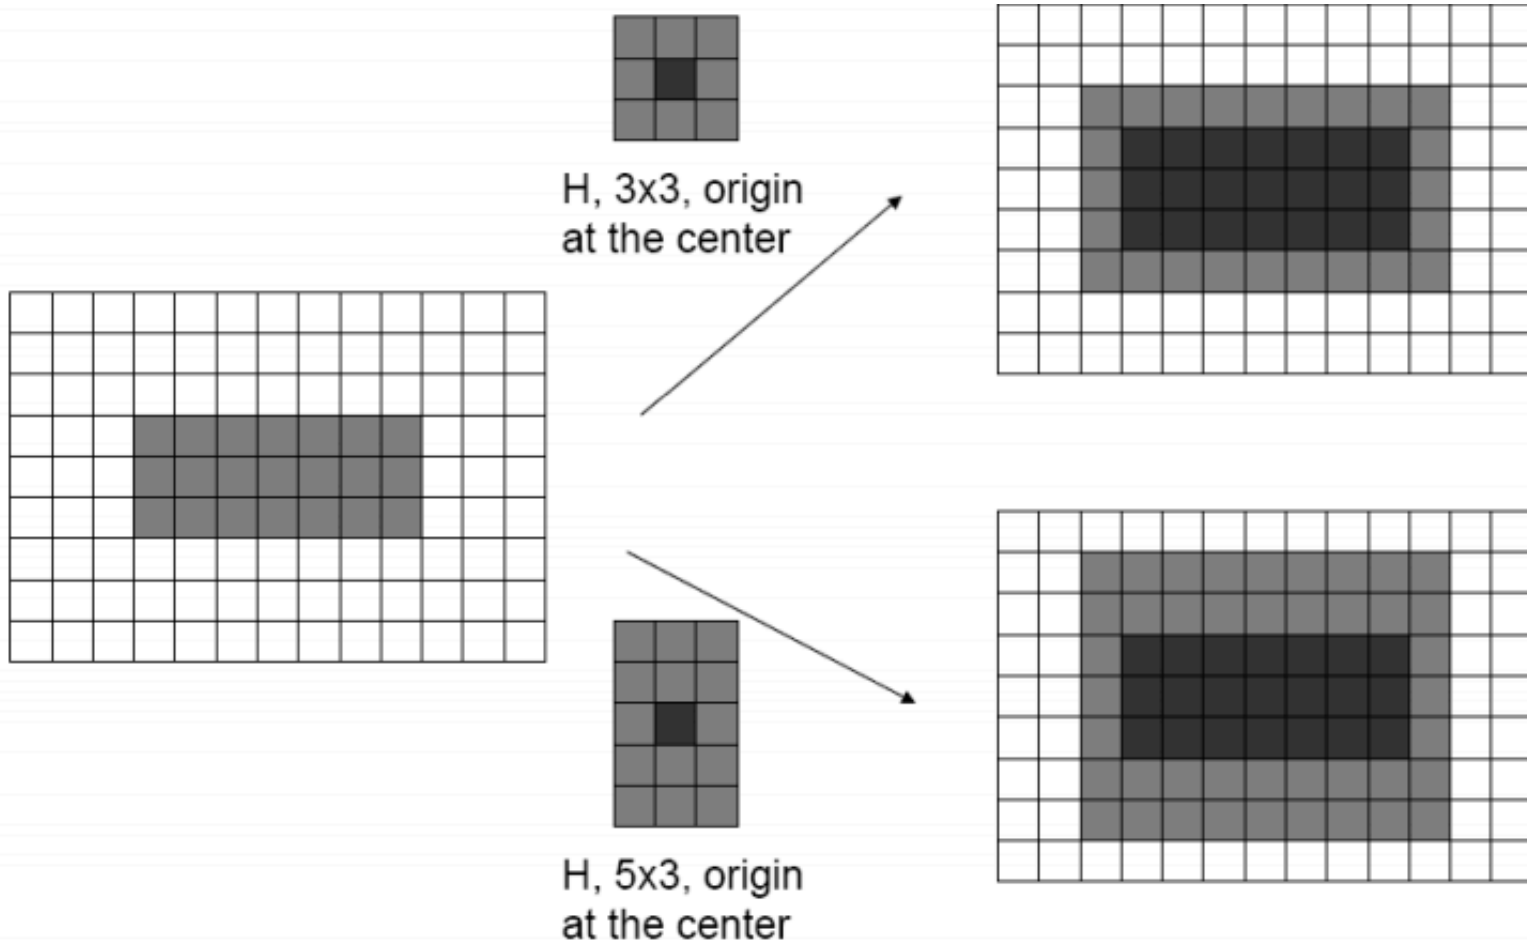 H, 3x3, origin
at the center
H, 5x3, origin
at the center